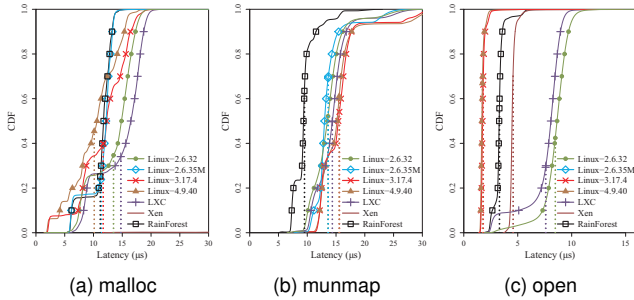 CDF
0.0 0.2 0.4 0.6 0.8 1.0
Linux-2.6.32
Linux-2.6.35M
Linux-3.17.4
Linux-4.9.40
LXC
Xen
RainForest
0 10 20 30
Latency (μs)
(a) malloc
CDF
0.0 0.2 0.4 0.6 0.8 1.0
Linux-2.6.32
Linux-2.6.35M
Linux-3.17.4
Linux-4.9.40
LXC
Xen
RainForest
0 5 10 15 20 25 30
Latency (μs)
(b) munmap
CDF
0.0 0.2 0.4 0.6 0.8 1.0
Linux-2.6.32
Linux-2.6.35M
Linux-3.17.4
Linux-4.9.40
LXC
Xen
RainForest
0 5 10 15
Latency (μs)
(c) open